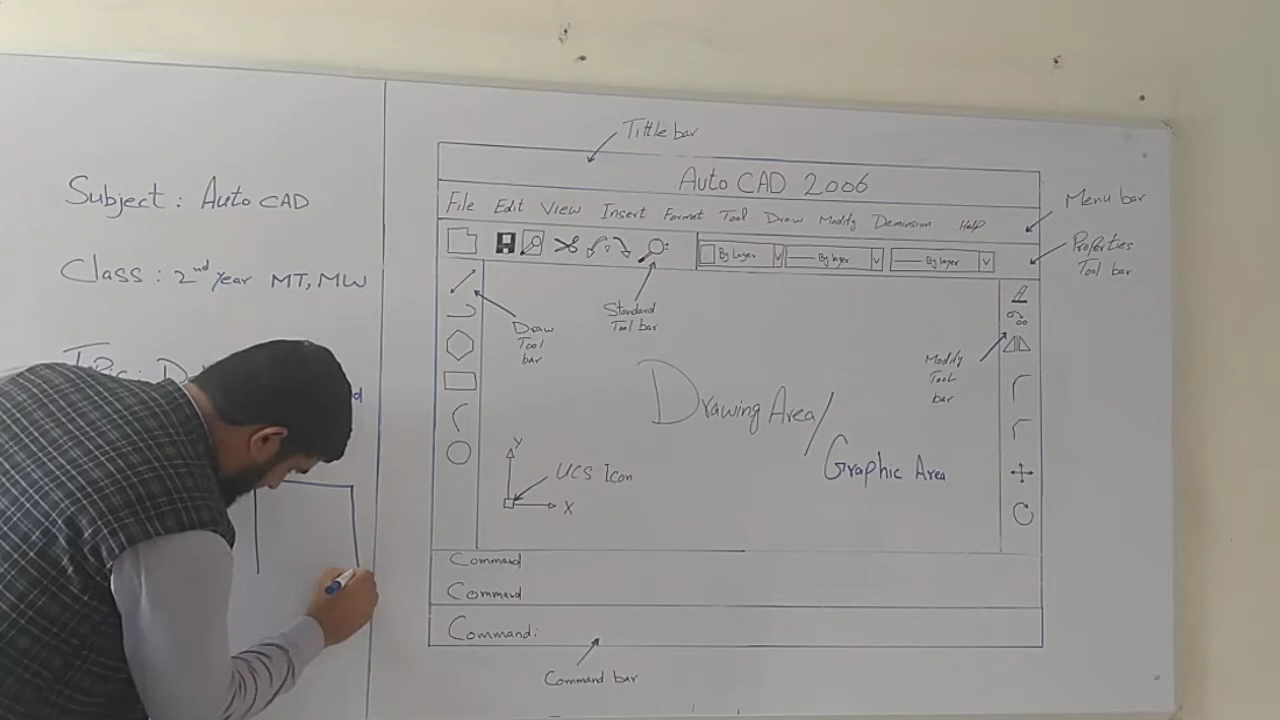 Subject: Auto CAD
Class: 2nd year MT, MW
Tittle bar
Auto CAD 2006
File Edit View Insert Format Tool Draw Modify Demension Help
Menu bar
By Layer By layer By layer
Properties
Tool bar
Standard
Tool bar
Draw
Tool
bar
Modify
Tool
bar
Drawing Area/
Graphic Area
Y
UCS Icon
X
Command
Command
Command:
Command bar